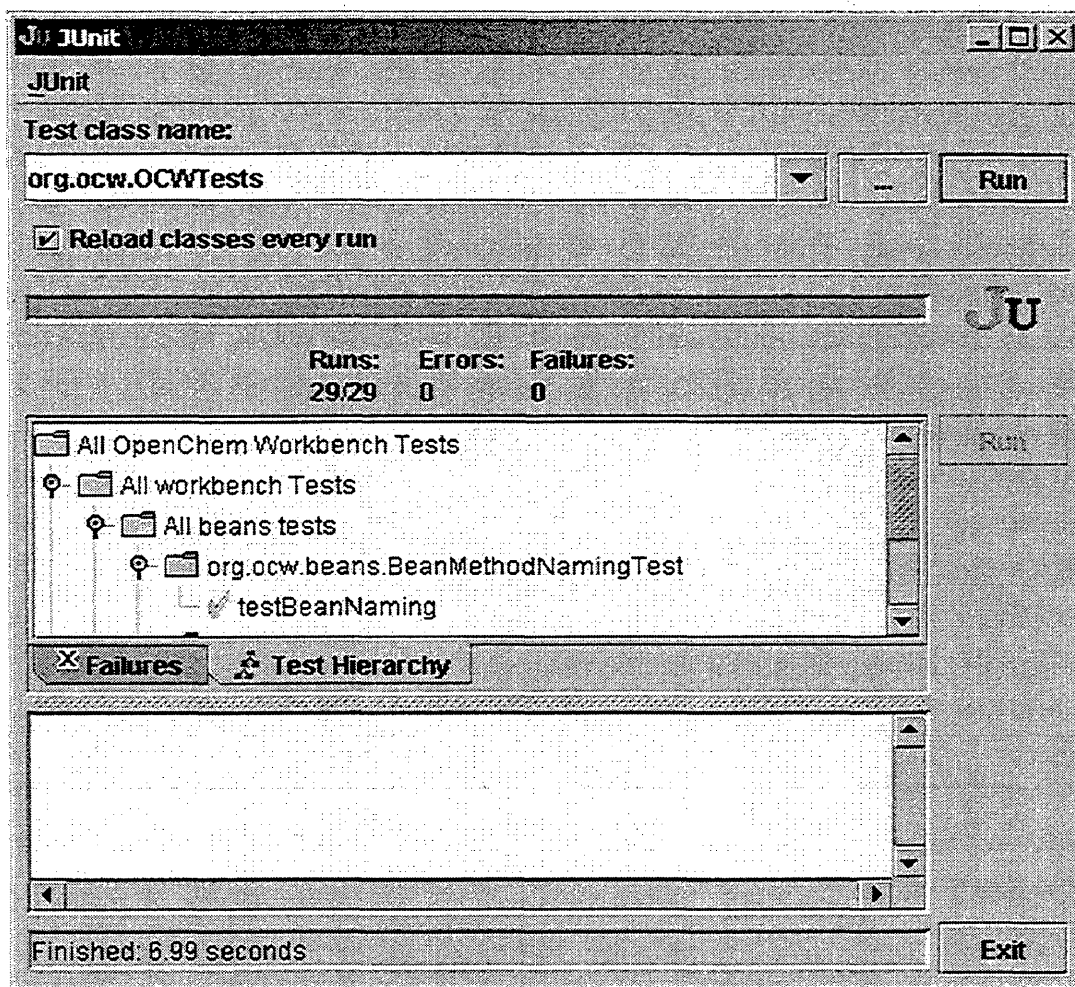 JU JUnit
JUnit
Test class name:
org.ocw.OCWTests
...
Run
Reload classes every run
JU
Runs: Errors: Failures:
29/29 0 0
All OpenChem Workbench Tests
Run
All workbench Tests
All beans tests
org.ocw.beans.BeanMethodNamingTest
testBeanNaming
Failures Test Hierarchy
Finished: 6.99 seconds
Exit